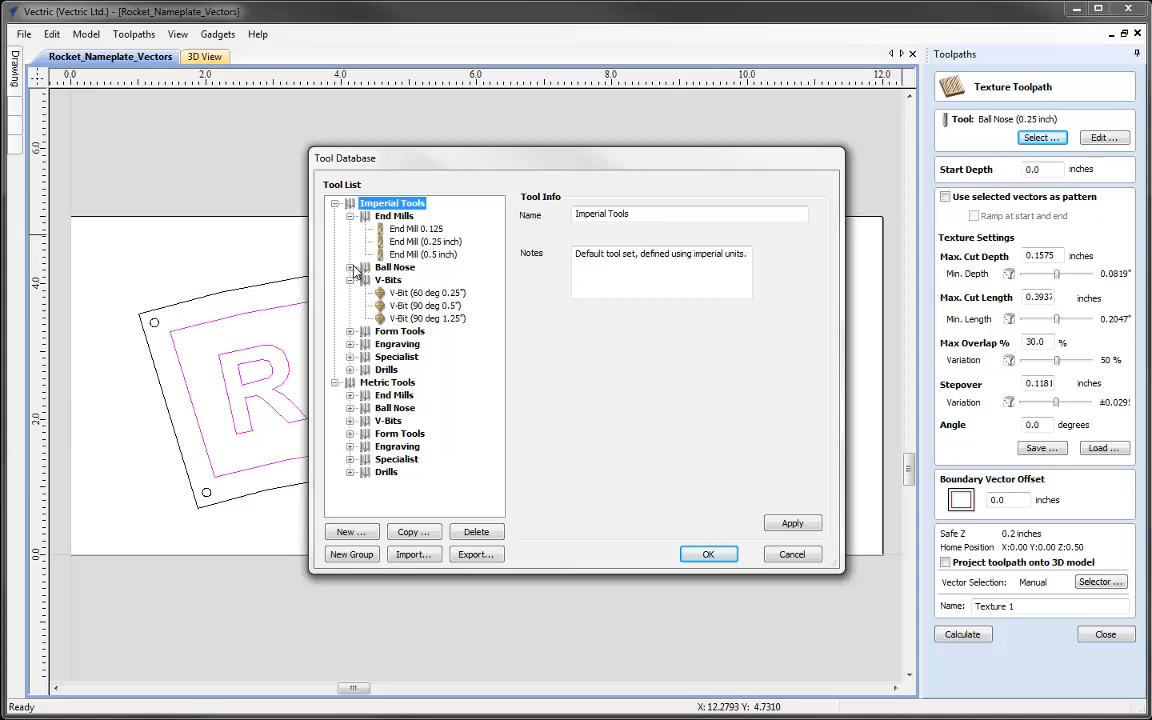 Vectric {Vectric Ltd.} - [Rocket_Nameplate_Vectors]
File Edit Model Toolpaths View Gadgets Help
Rocket_Nameplate_Vectors 3D View
Drawing
0.0 2.0 4.0 6.0 8.0 10.0 12.0
6.0
4.0
2.0
0.0
R
Tool Database
Tool List
Imperial Tools
End Mills
End Mill 0.125
End Mill (0.25 inch)
End Mill (0.5 inch)
Ball Nose
V-Bits
V-Bit (60 deg 0.25")
V-Bit (90 deg 0.5")
V-Bit (90 deg 1.25")
Form Tools
Engraving
Specialist
Drills
Metric Tools
End Mills
Ball Nose
V-Bits
Form Tools
Engraving
Specialist
Drills
New ... Copy ... Delete
New Group Import... Export...
Tool Info
Name Imperial Tools
Notes Default tool set, defined using imperial units.
Apply
OK Cancel
Toolpaths
Texture Toolpath
Tool: Ball Nose (0.25 inch)
Select ... Edit ...
Start Depth 0.0 inches
Use selected vectors as pattern
Ramp at start and end
Texture Settings
Max. Cut Depth 0.1575 inches
Min. Depth 0.0819"
Max. Cut Length 0.3937 inches
Min. Length 0.2047"
Max Overlap % 30.0 %
Variation 50 %
Stepover 0.1181 inches
Variation ±0.029
Angle 0.0 degrees
Save ... Load ...
Boundary Vector Offset
0.0 inches
Safe Z 0.2 inches
Home Position X:0.00 Y:0.00 Z:0.50
Project toolpath onto 3D model
Vector Selection: Manual Selector ...
Name: Texture 1
Calculate Close
Ready X: 12.2793 Y: 4.7310